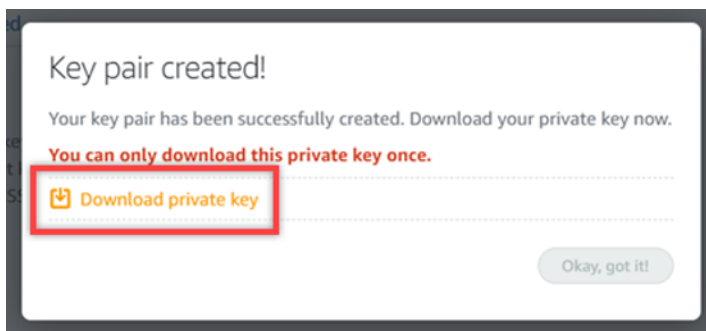 ed
Key pair created!
Your key pair has been successfully created. Download your private key now.
You can only download this private key once.
Download private key
Okay, got it!